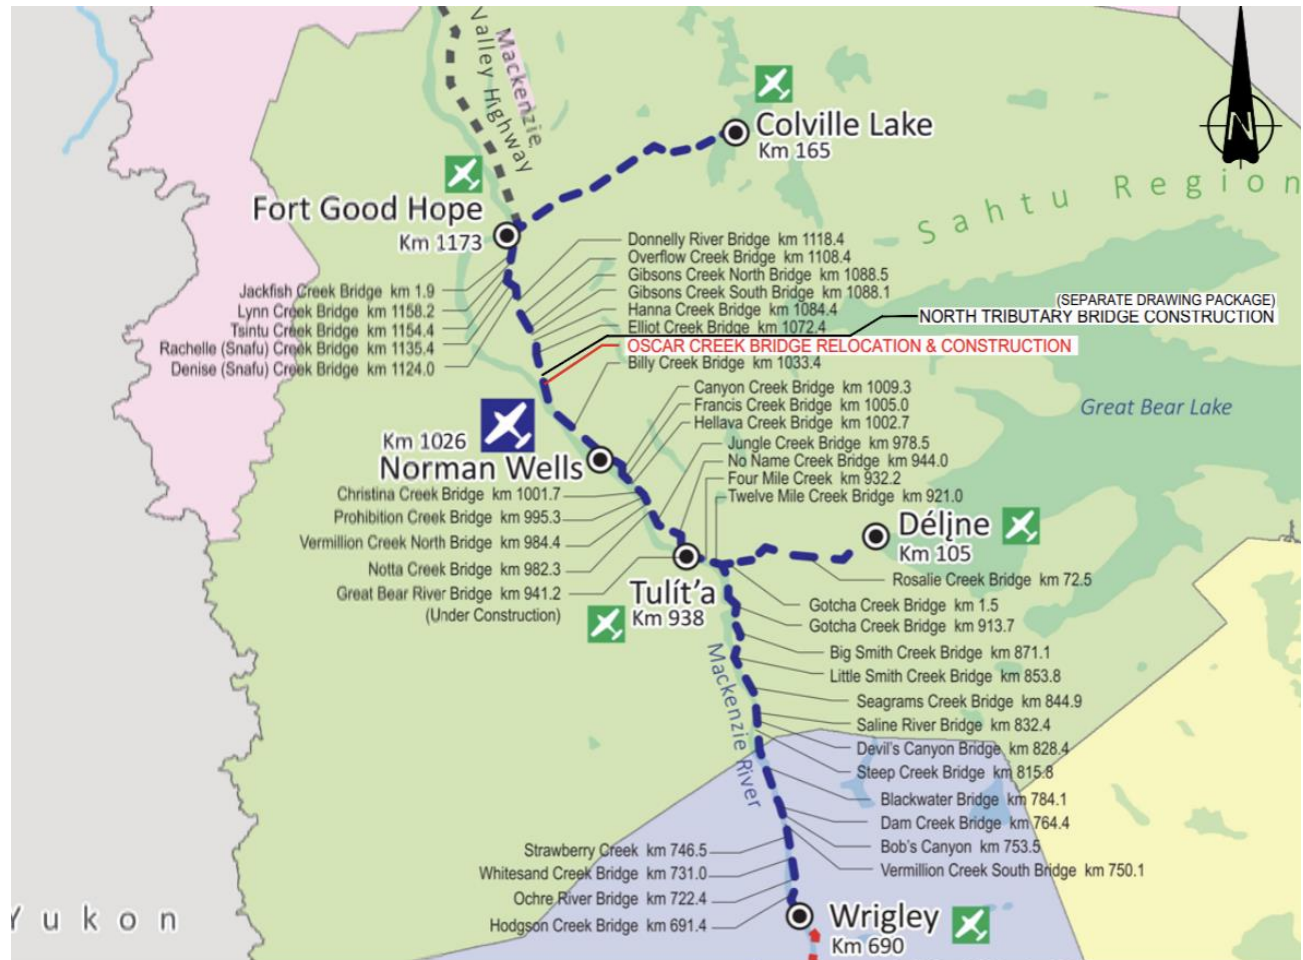 Mackenzie
Valley Highway
Colville Lake
Km 165
N
Sahtu Region
Fort Good Hope
Km 1173
Donnelly River Bridge km 1118.4
Overflow Creek Bridge km 1108.4
Gibsons Creek North Bridge km 1088.5
Gibsons Creek South Bridge km 1088.1
Hanna Creek Bridge km 1084.4
Elliot Creek Bridge km 1072.4
(SEPARATE DRAWING PACKAGE)
NORTH TRIBUTARY BRIDGE CONSTRUCTION
OSCAR CREEK BRIDGE RELOCATION & CONSTRUCTION
Billy Creek Bridge km 1033.4
Jackfish Creek Bridge km 1.9
Lynn Creek Bridge km 1158.2
Tsintu Creek Bridge km 1154.4
Rachelle (Snafu) Creek Bridge km 1135.4
Denise (Snafu) Creek Bridge km 1124.0
Canyon Creek Bridge km 1009.3
Francis Creek Bridge km 1005.0
Hellava Creek Bridge km 1002.7
Jungle Creek Bridge km 978.5
No Name Creek Bridge km 944.0
Four Mile Creek km 932.2
Twelve Mile Creek Bridge km 921.0
Great Bear Lake
Km 1026
Norman Wells
Christina Creek Bridge km 1001.7
Prohibition Creek Bridge km 995.3
Vermillion Creek North Bridge km 984.4
Notta Creek Bridge km 982.3
Great Bear River Bridge km 941.2
(Under Construction)
Délįne
Km 105
Rosalie Creek Bridge km 72.5
Tulít'a
Km 938
Gotcha Creek Bridge km 1.5
Gotcha Creek Bridge km 913.7
Big Smith Creek Bridge km 871.1
Little Smith Creek Bridge km 853.8
Seagrams Creek Bridge km 844.9
Saline River Bridge km 832.4
Devil's Canyon Bridge km 828.4
Steep Creek Bridge km 815.8
Blackwater Bridge km 784.1
Dam Creek Bridge km 764.4
Bob's Canyon km 753.5
Vermillion Creek South Bridge km 750.1
Mackenzie River
Strawberry Creek km 746.5
Whitesand Creek Bridge km 731.0
Ochre River Bridge km 722.4
Hodgson Creek Bridge km 691.4
Wrigley
Km 690
Yukon